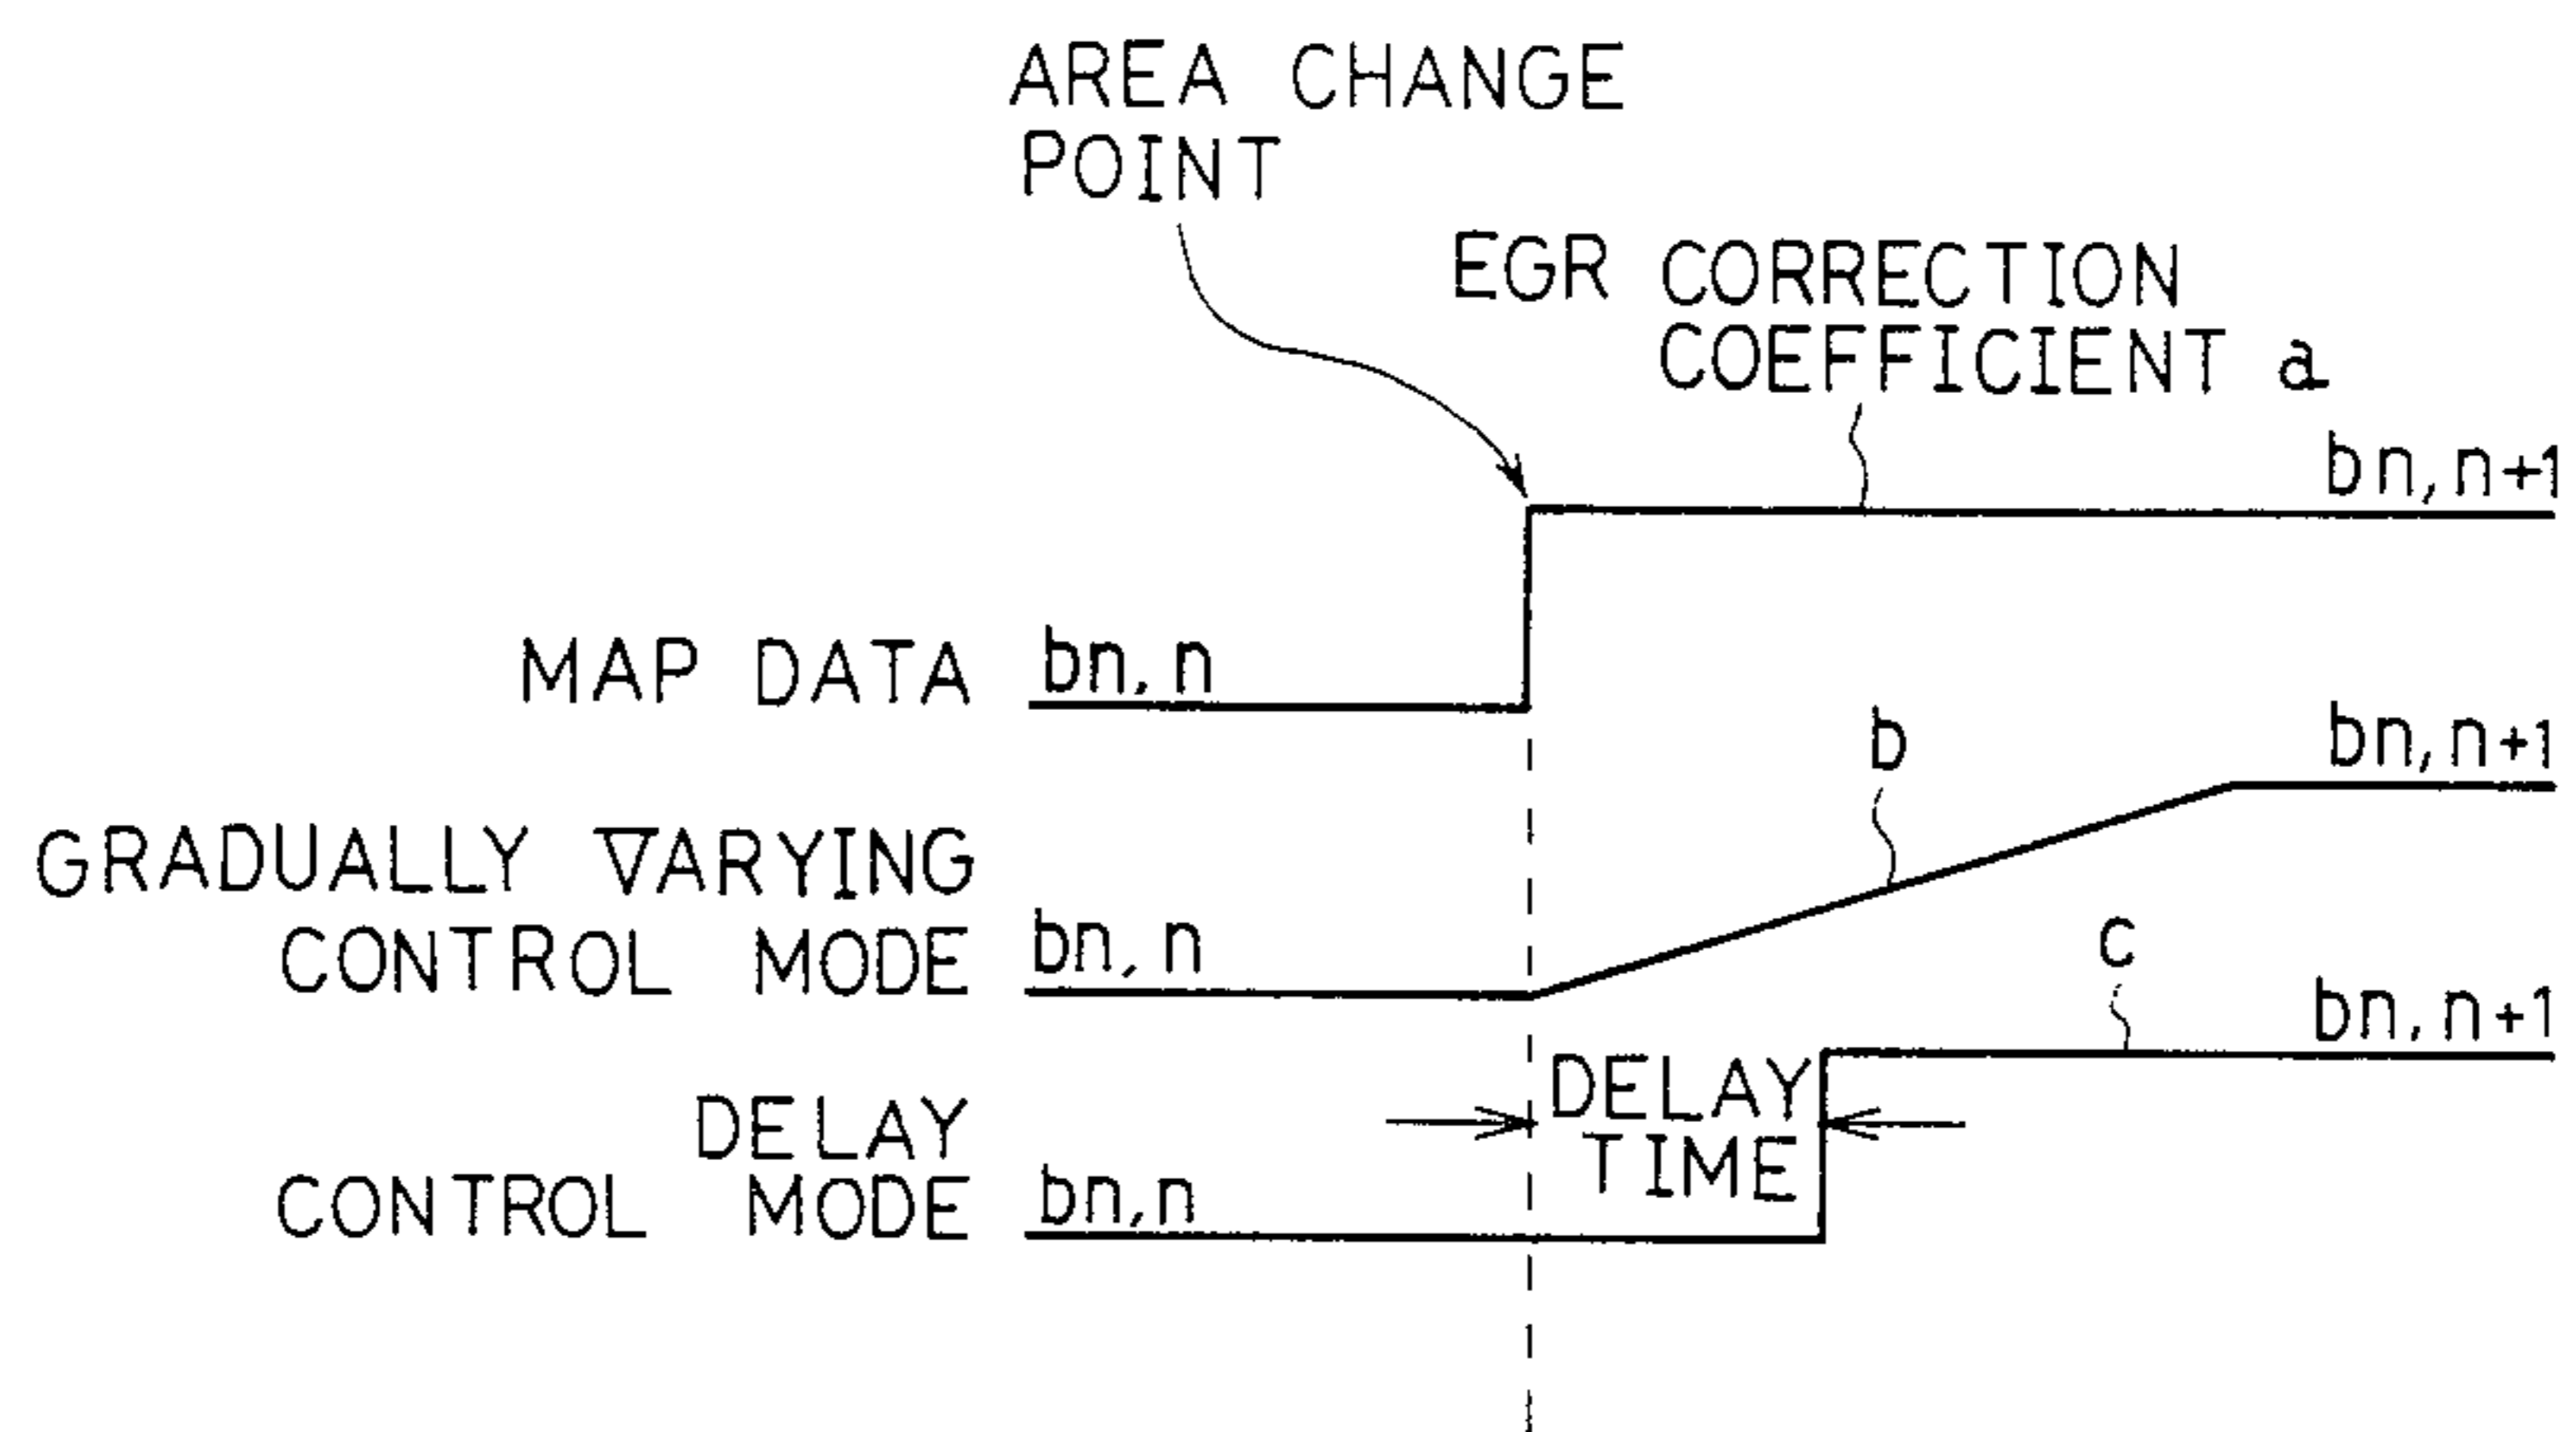 AREA CHANGE
POINT
EGR CORRECTION
COEFFICIENT a
bn, n+1
MAP DATA
bn, n
b
bn, n+1
GRADUALLY VARYING
CONTROL MODE
bn, n
c
bn, n+1
DELAY
TIME
DELAY
CONTROL MODE
bn, n